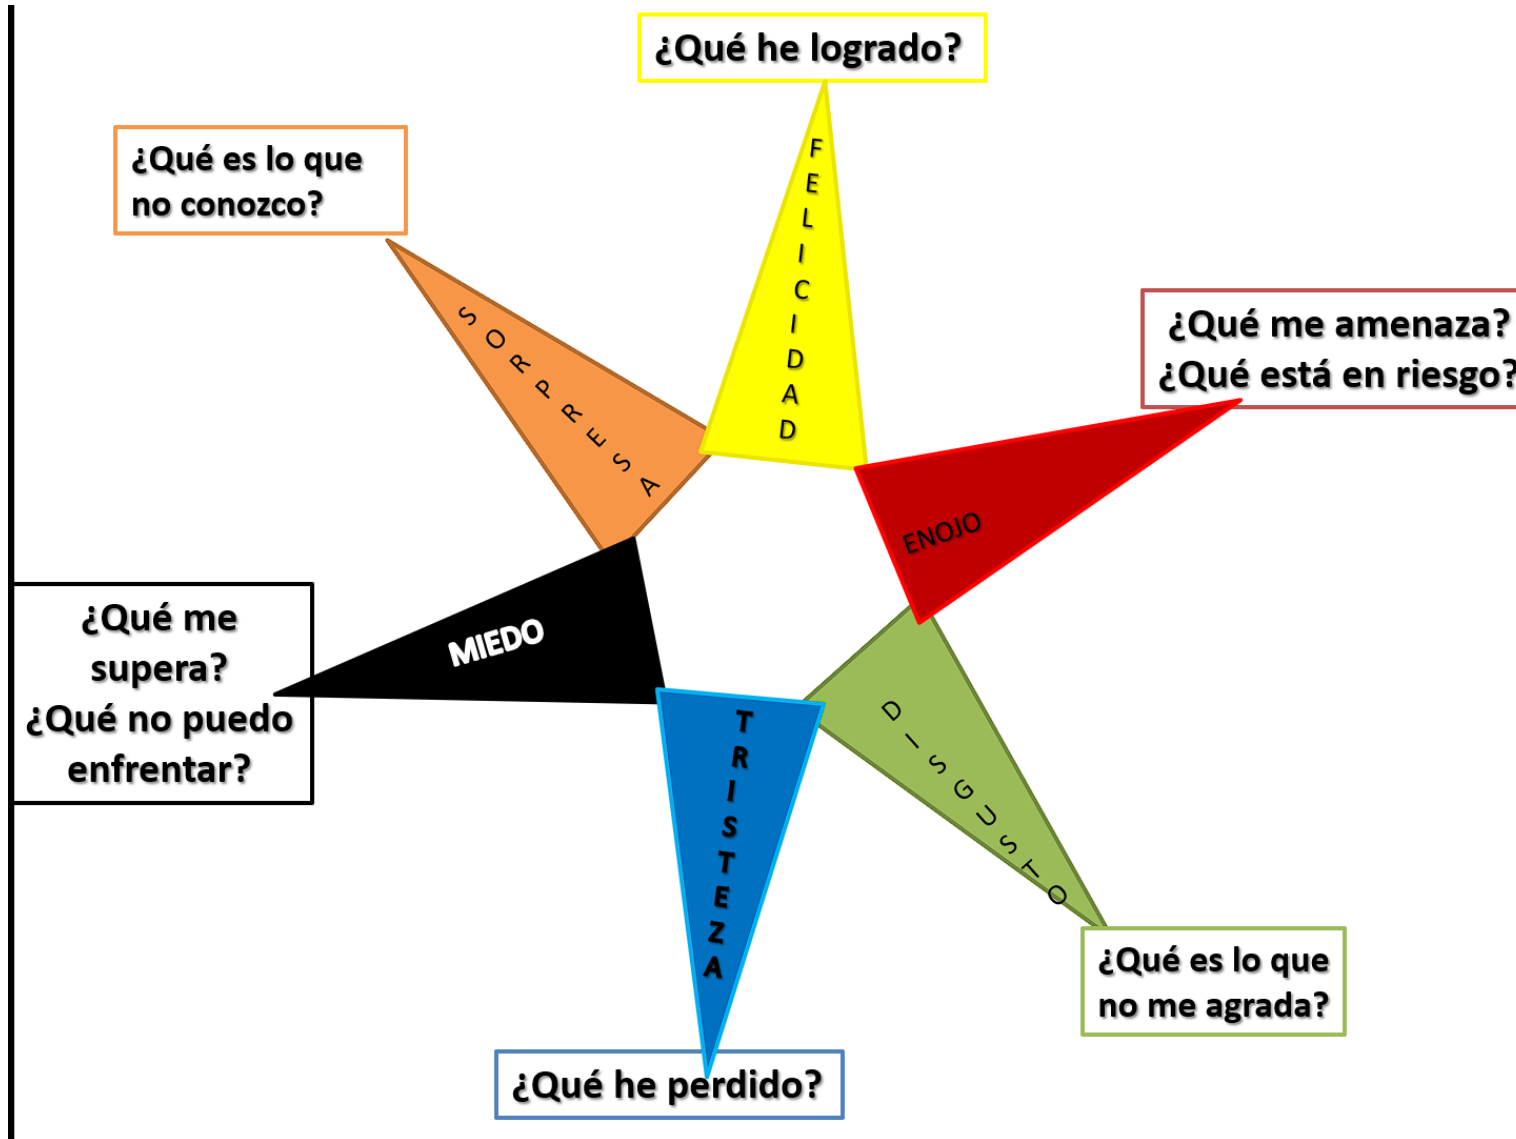 ¿Qué he logrado?
FELICIDAD
¿Qué es lo que
no conozco?
SORPRESA
¿Qué me amenaza?
¿Qué está en riesgo?
ENOJO
¿Qué me
supera?
¿Qué no puedo
enfrentar?
MIEDO
TRISTEZA
DISGUSTO
¿Qué es lo que
no me agrada?
¿Qué he perdido?